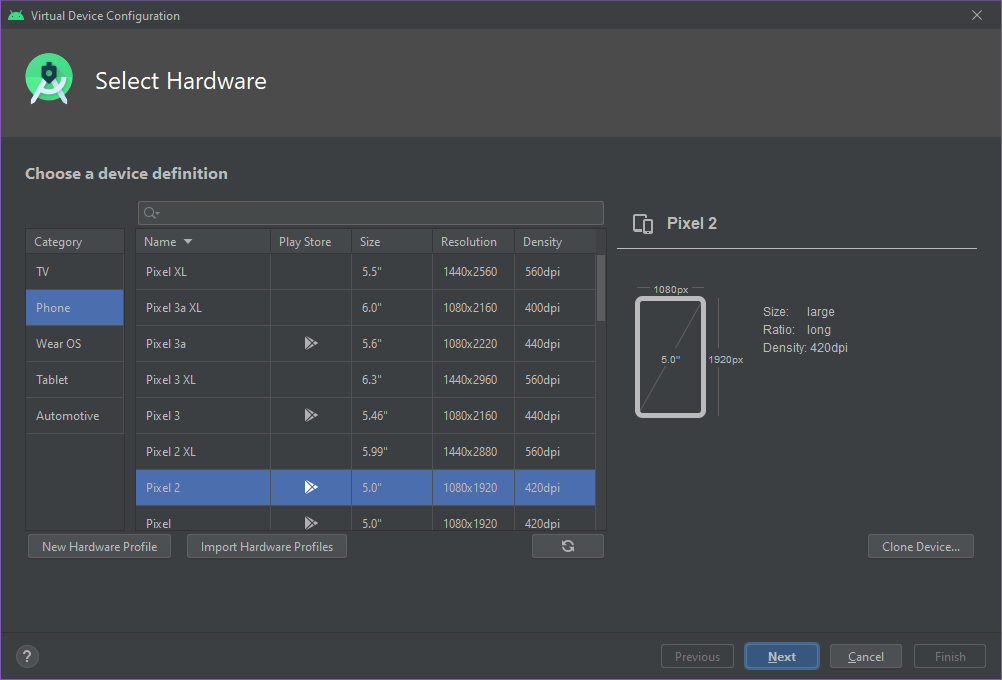 Virtual Device Configuration
Select Hardware
Choose a device definition
Category
TV
Phone
Wear OS
Tablet
Automotive
Name Play Store Size Resolution Density
Pixel XL 5.5" 1440x2560 560dpi
Pixel 3a XL 6.0" 1080x2160 400dpi
Pixel 3a 5.6" 1080x2220 440dpi
Pixel 3 XL 6.3" 1440x2960 560dpi
Pixel 3 5.46" 1080x2160 440dpi
Pixel 2 XL 5.99" 1440x2880 560dpi
Pixel 2 5.0" 1080x1920 420dpi
Pixel 5.0" 1080x1920 420dpi
New Hardware Profile Import Hardware Profiles
Pixel 2
1080px
5.0"
1920px
Size: large
Ratio: long
Density: 420dpi
Clone Device...
? Previous Next Cancel Finish